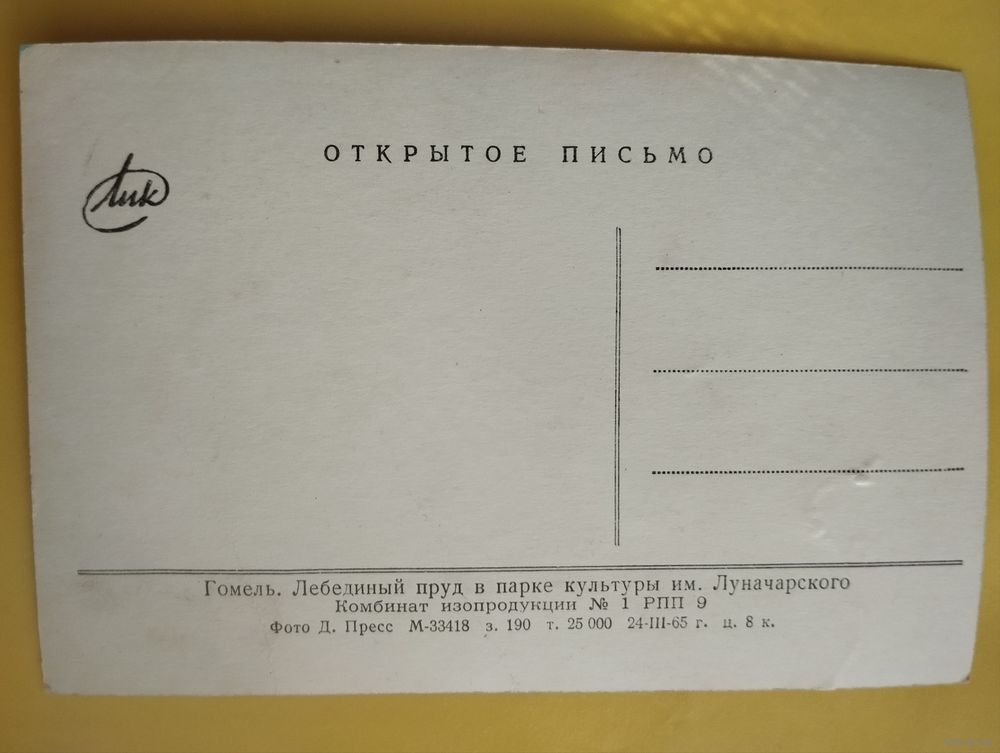 ОТКРЫТОЕ ПИСЬМО
Лик
Гомель. Лебединый пруд в парке культуры им. Луначарского
Комбинат изопродукции № 1 РПП 9
Фото Д. Пресс М-33418 з. 190 т. 25 000 24-III-65 г. ц. 8 к.